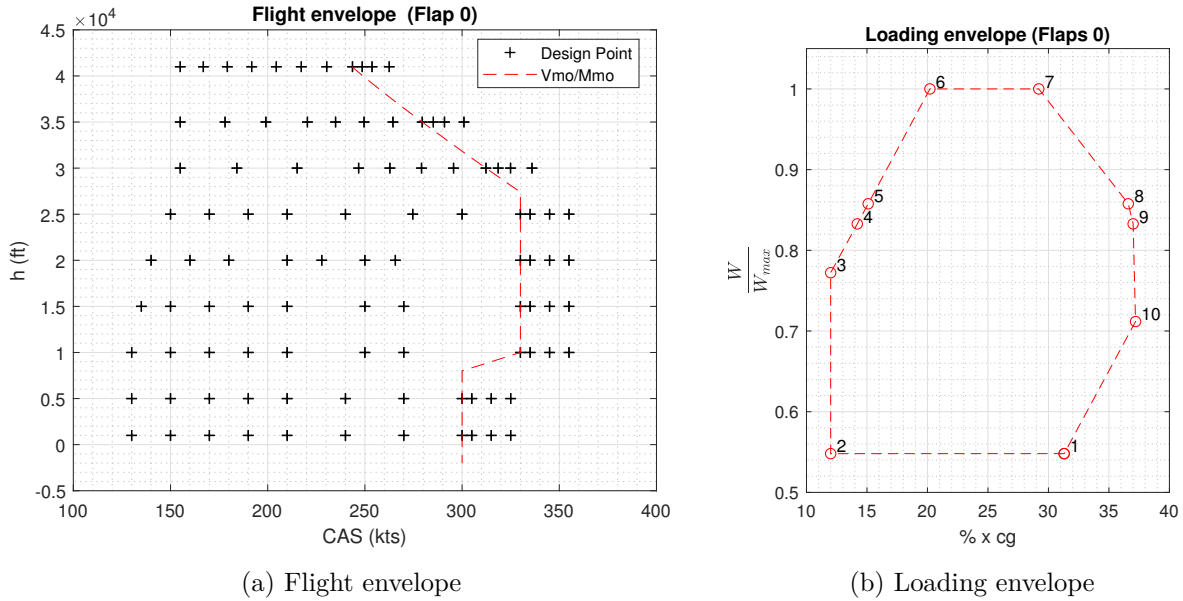 Flight envelope (Flap 0)
×10⁴
4.5
4
3.5
3
2.5
2
1.5
1
0.5
0
-0.5
h (ft)
100 150 200 250 300 350 400
CAS (kts)
Design Point
Vmo/Mmo
(a) Flight envelope
Loading envelope (Flaps 0)
1
0.9
0.8
0.7
0.6
0.5
W
W_max
10 15 20 25 30 35 40
% x cg
6 7
5 8
4 9
3
10
2 1
(b) Loading envelope